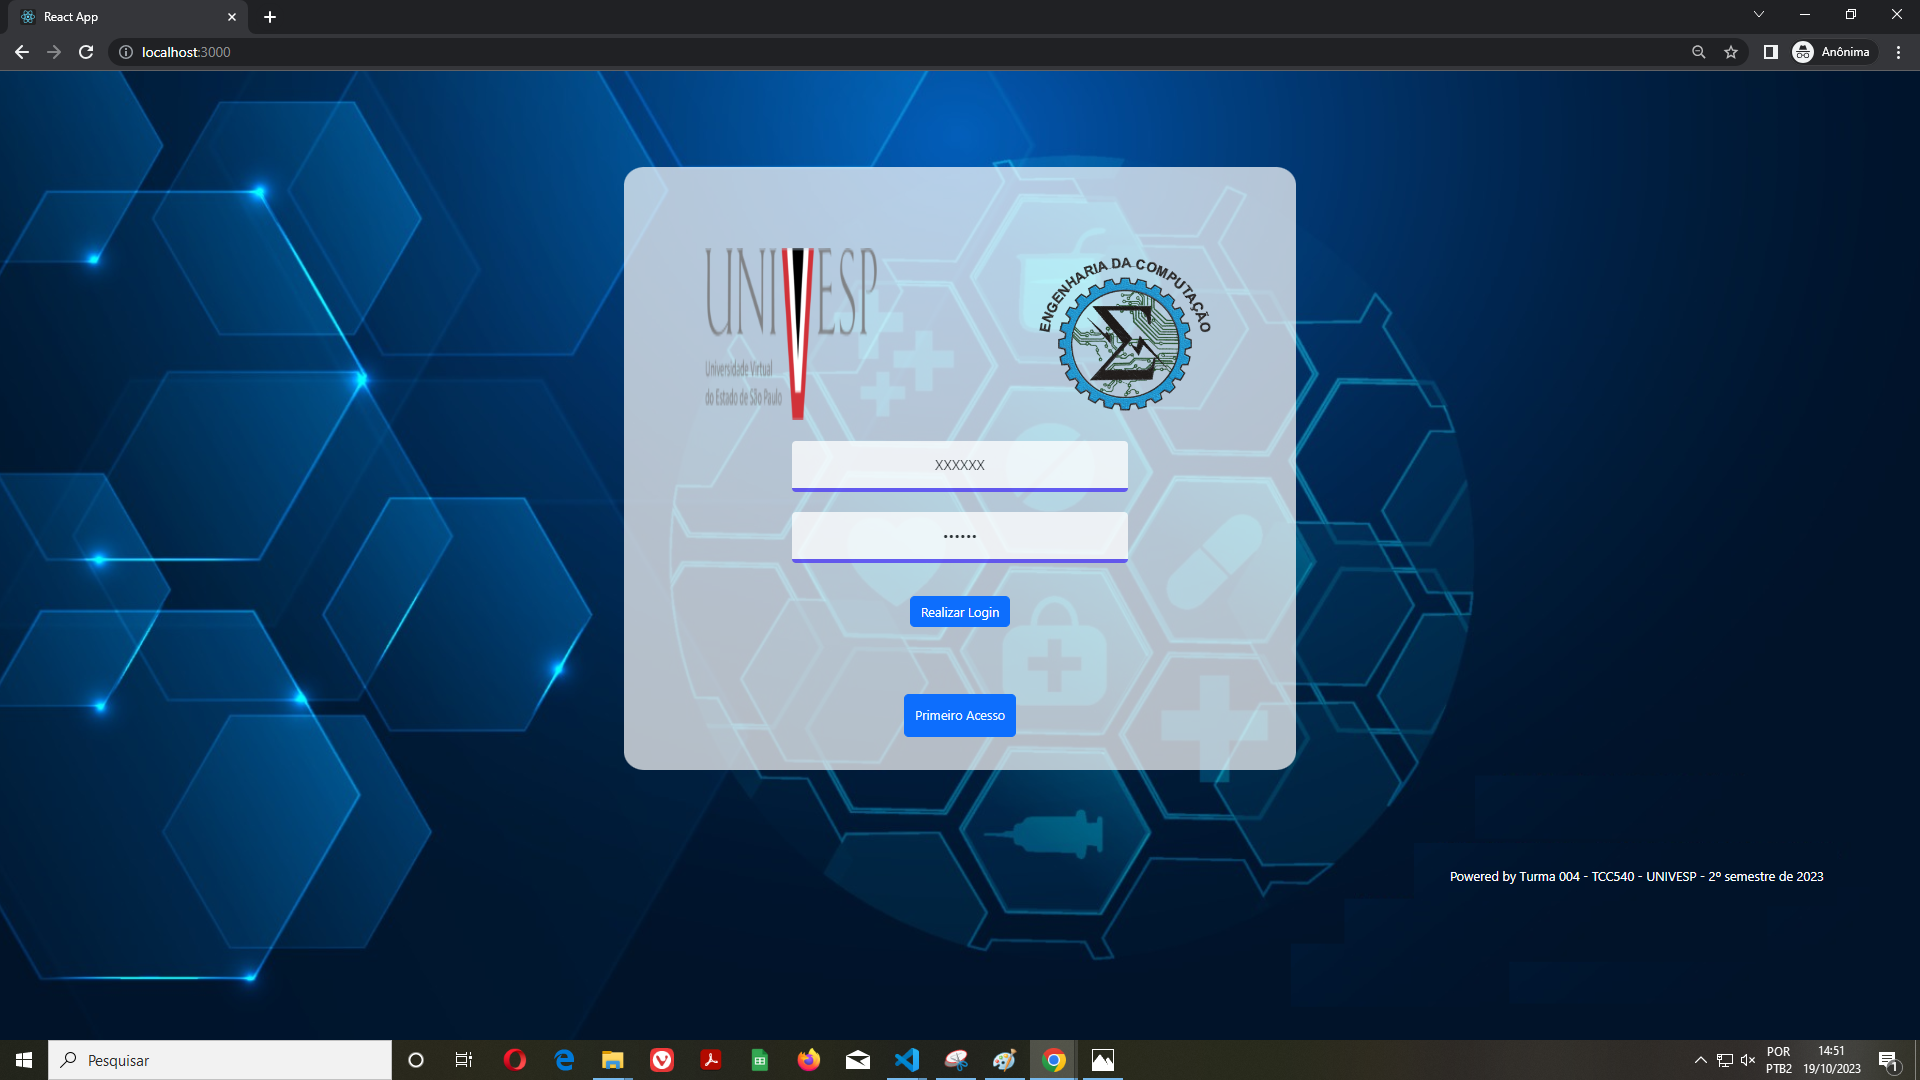 React App
localhost:3000
Anônima
UNIVESP
Universidade Virtual
do Estado de São Paulo
ENGENHARIA DA COMPUTAÇÃO
XXXXXX
••••••
Realizar Login
Primeiro Acesso
Powered by Turma 004 - TCC540 - UNIVESP - 2º semestre de 2023
Pesquisar
POR
PTB2
14:51
19/10/2023
1